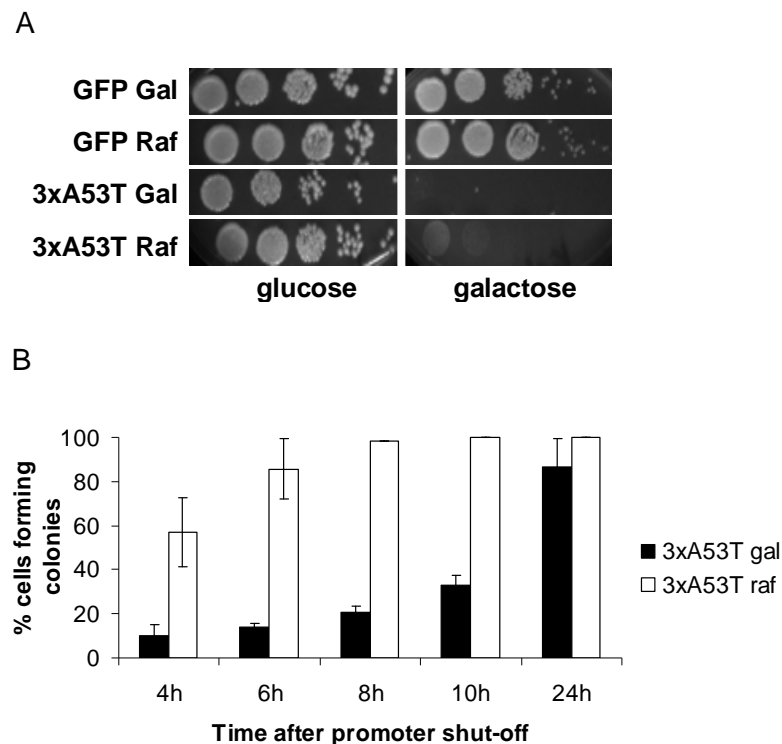 A
GFP Gal
GFP Raf
3xA53T Gal
3xA53T Raf
glucose galactose
B
% cells forming
colonies
100
80
60
40
20
0
4h 6h 8h 10h 24h
Time after promoter shut-off
3xA53T gal
3xA53T raf